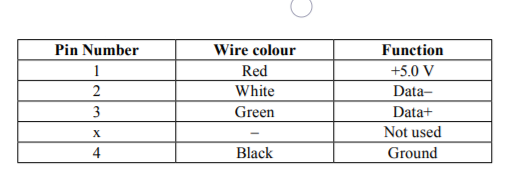 Pin Number Wire colour Function
1 Red +5.0 V
2 White Data–
3 Green Data+
x – Not used
4 Black Ground